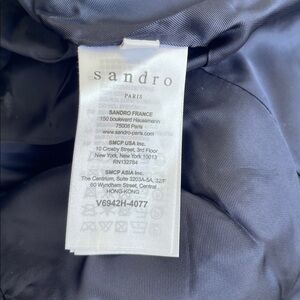 sandro
PARIS
SANDRO FRANCE
150 boulevard Haussmann
75008 Paris
www.sandro-paris.com
SMCP USA Inc.
10 Crosby Street, 3rd Floor
New York, New York 10013
RN132784
SMCP ASIA Inc.
The Centrium, Suite 3203A-5A, 32/F
60 Wyndham Street, Central
HONG-KONG
V6942H-4077